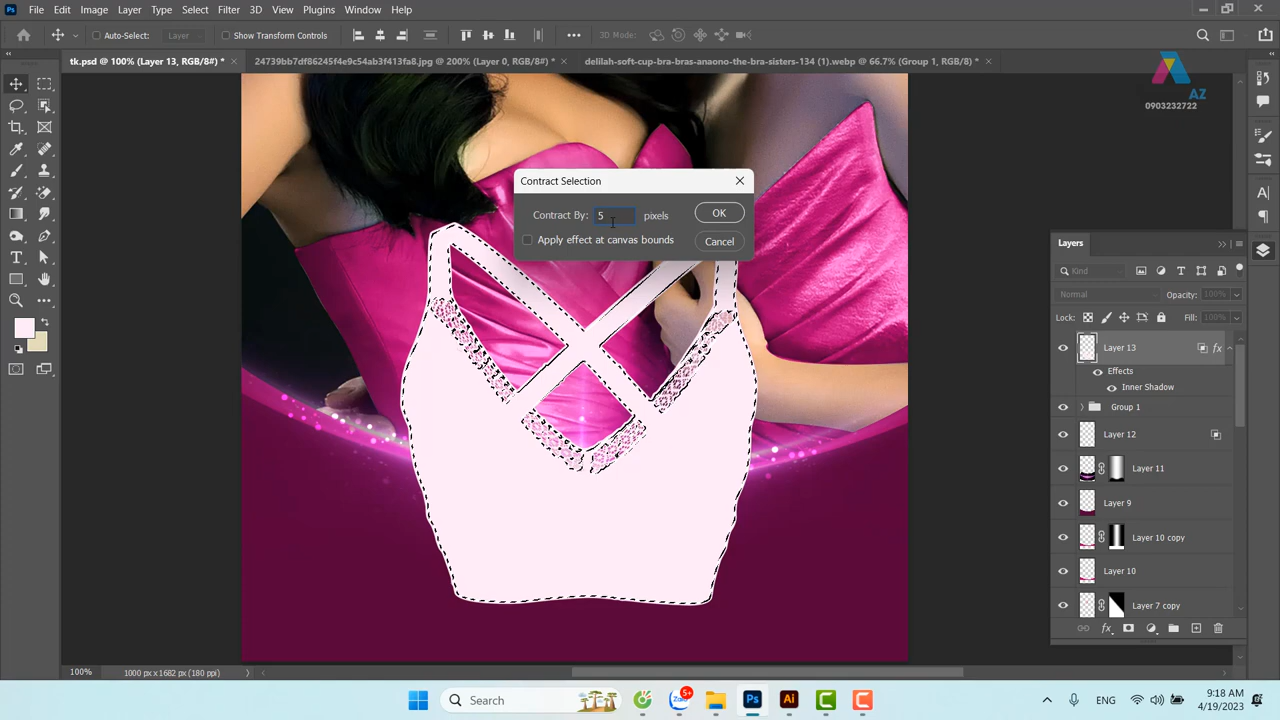 File Edit Image Layer Type Select Filter 3D View Plugins Window Help
Auto-Select: Layer Show Transform Controls 3D Mode:
tk.psd @ 100% (Layer 13, RGB/8#) *
24739bb7df86245f4e9c54ab3f413fa8.jpg @ 200% (Layer 0, RGB/8#) *
delilah-soft-cup-bra-bras-anaono-the-bra-sisters-134 (1).webp @ 66.7% (Group 1, RGB/8#) *
AZ
0903232722
Contract Selection
Contract By: 5 pixels
OK
Apply effect at canvas bounds
Cancel
Layers
Kind
Normal Opacity: 100%
Lock: Fill: 100%
Layer 13 fx
Effects
Inner Shadow
Group 1
Layer 12
Layer 11
Layer 9
Layer 10 copy
Layer 10
Layer 7 copy
fx
100% 1000 px x 1682 px (180 ppi)
Search
5+
Zalo
Ps
Ai
ENG
9:18 AM
4/19/2023